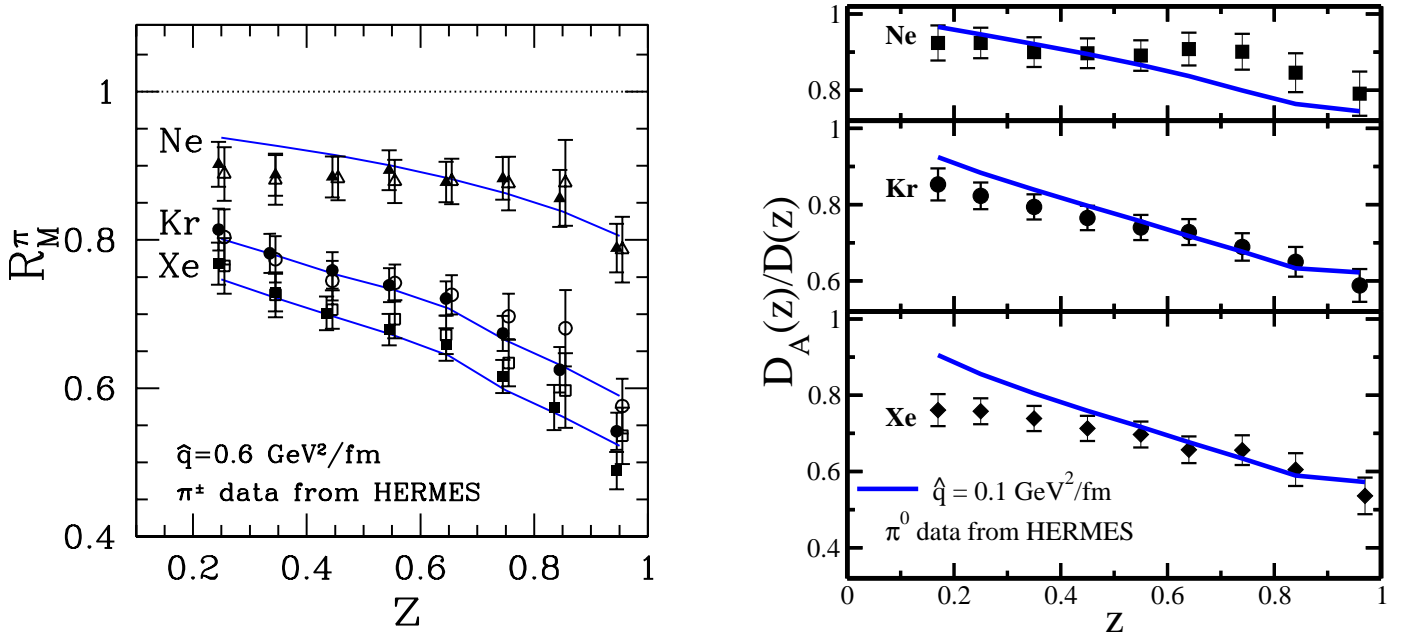 1
0.8
0.6
0.4
0.2
0.4
0.6
0.8
1
R_M^π
Z
Ne
Kr
Xe
q̂=0.6 GeV²/fm
π± data from HERMES
1
0.8
Ne
1
0.8
0.6
Kr
1
0.8
0.6
0.4
Xe
q̂ = 0.1 GeV²/fm
π⁰ data from HERMES
0
0.2
0.4
0.6
0.8
1
z
D_A(z)/D(z)